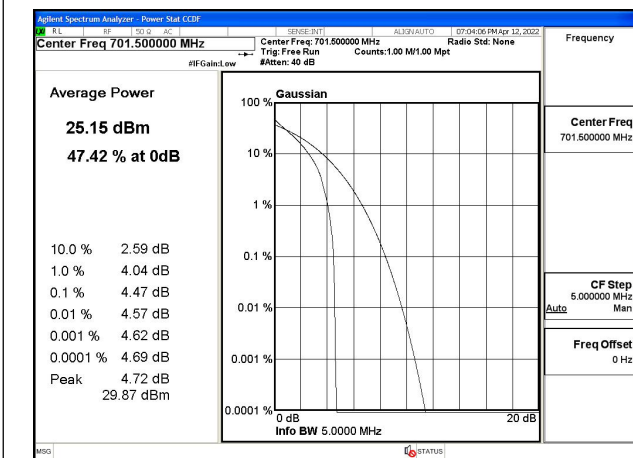 Agilent Spectrum Analyzer - Power Stat CCDF
RL RF 50 Ω AC SENSE:INT ALIGN AUTO 07:04:06 PM Apr 12, 2022
Center Freq 701.500000 MHz
Center Freq: 701.500000 MHz Radio Std: None
Trig: Free Run Counts:1.00 M/1.00 Mpt
#IFGain:Low #Atten: 40 dB
Frequency
Average Power
25.15 dBm
47.42 % at 0dB
10.0 % 2.59 dB
1.0 % 4.04 dB
0.1 % 4.47 dB
0.01 % 4.57 dB
0.001 % 4.62 dB
0.0001 % 4.69 dB
Peak 4.72 dB
29.87 dBm
Gaussian
100 %
10 %
1 %
0.1 %
0.01 %
0.001 %
0.0001 %
0 dB 20 dB
Info BW 5.0000 MHz
Center Freq
701.500000 MHz
CF Step
5.000000 MHz
Auto Man
Freq Offset
0 Hz
MSG STATUS